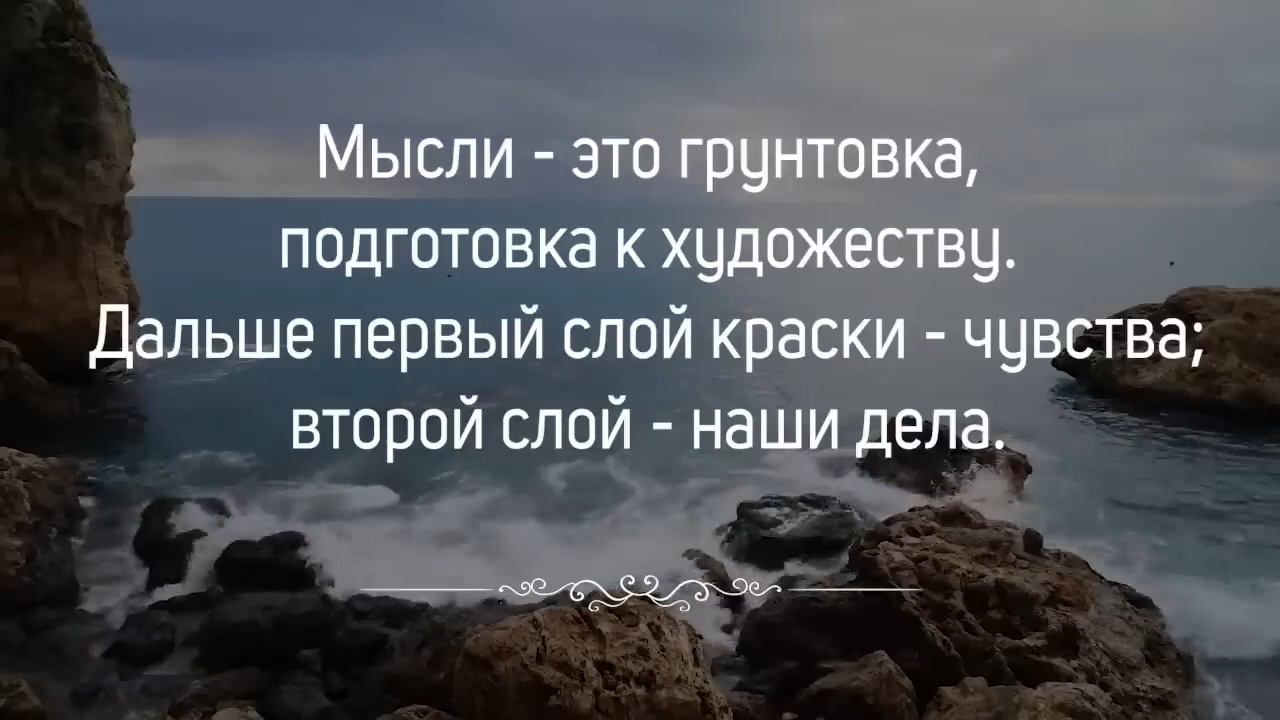 Мысли - это грунтовка,
подготовка к художеству.
Дальше первый слой краски - чувства;
второй слой - наши дела.